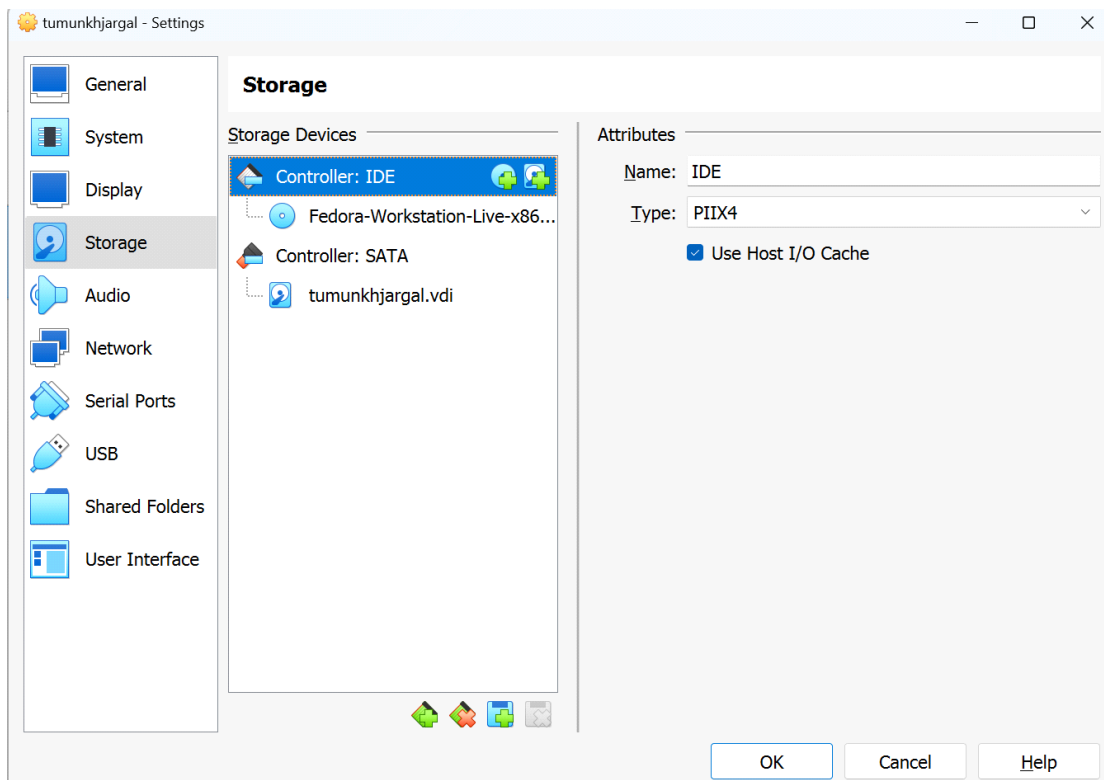 tumunkhjargal - Settings
General
System
Display
Storage
Audio
Network
Serial Ports
USB
Shared Folders
User Interface
Storage
Storage Devices
Controller: IDE
Fedora-Workstation-Live-x86...
Controller: SATA
tumunkhjargal.vdi
Attributes
Name: IDE
Type: PIIX4
Use Host I/O Cache
OK Cancel Help